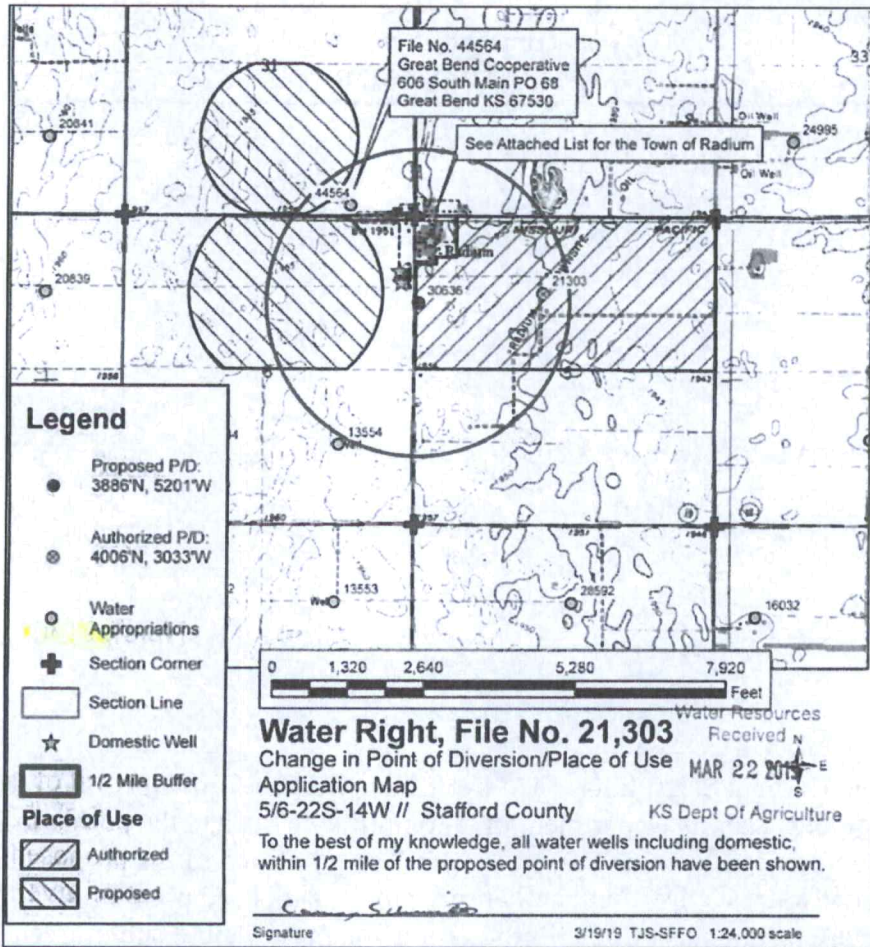 31
33
File No. 44564
Great Bend Cooperative
606 South Main PO 68
Great Bend KS 67530
See Attached List for the Town of Radium
Oil Well
Oil Well
20841
24995
44564
MISSOURI PACIFIC
Radium
20839
30636
21303
RADIUM
13554
Well
13553
Well
28592
16032
Legend
Proposed P/D:
3886'N, 5201'W
Authorized P/D:
4006'N, 3033'W
Water
Appropriations
Section Corner
Section Line
Domestic Well
1/2 Mile Buffer
Place of Use
Authorized
Proposed
0 1,320 2,640 5,280 7,920
Feet
Water Right, File No. 21,303
Change in Point of Diversion/Place of Use
Application Map
5/6-22S-14W // Stafford County
Water Resources
Received
MAR 22 2019
KS Dept Of Agriculture
N
E
S
To the best of my knowledge, all water wells including domestic,
within 1/2 mile of the proposed point of diversion have been shown.
Signature
3/19/19 TJS-SFFO 1:24,000 scale